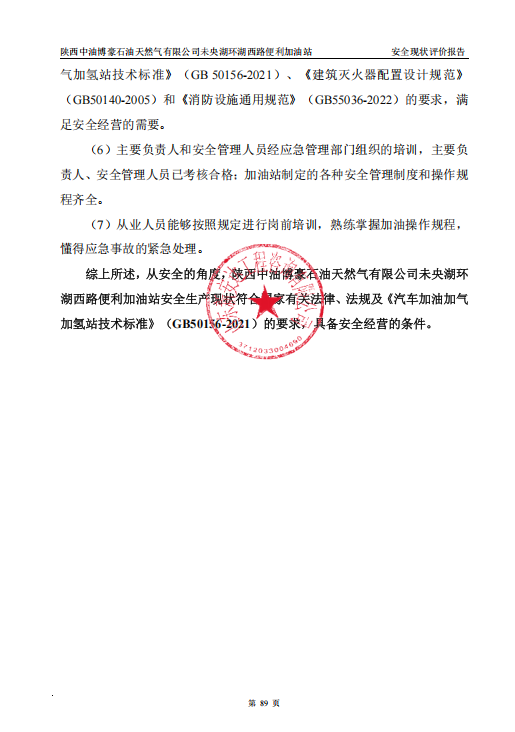 陕西中油博豪石油天然气有限公司未央湖环湖西路便利加油站 安全现状评价报告
气加氢站技术标准》（GB 50156-2021）、《建筑灭火器配置设计规范》
（GB50140-2005）和《消防设施通用规范》（GB55036-2022）的要求，满
足安全经营的需要。
（6）主要负责人和安全管理人员经应急管理部门组织的培训，主要负
责人、安全管理人员已考核合格；加油站制定的各种安全管理制度和操作规
程齐全。
（7）从业人员能够按照规定进行岗前培训，熟练掌握加油操作规程，
懂得应急事故的紧急处理。
综上所述，从安全的角度，陕西中油博豪石油天然气有限公司未央湖环
湖西路便利加油站安全生产现状符合国家有关法律、法规及《汽车加油加气
加氢站技术标准》（GB50156-2021）的要求，具备安全经营的条件。
3712033004690
第 89 页